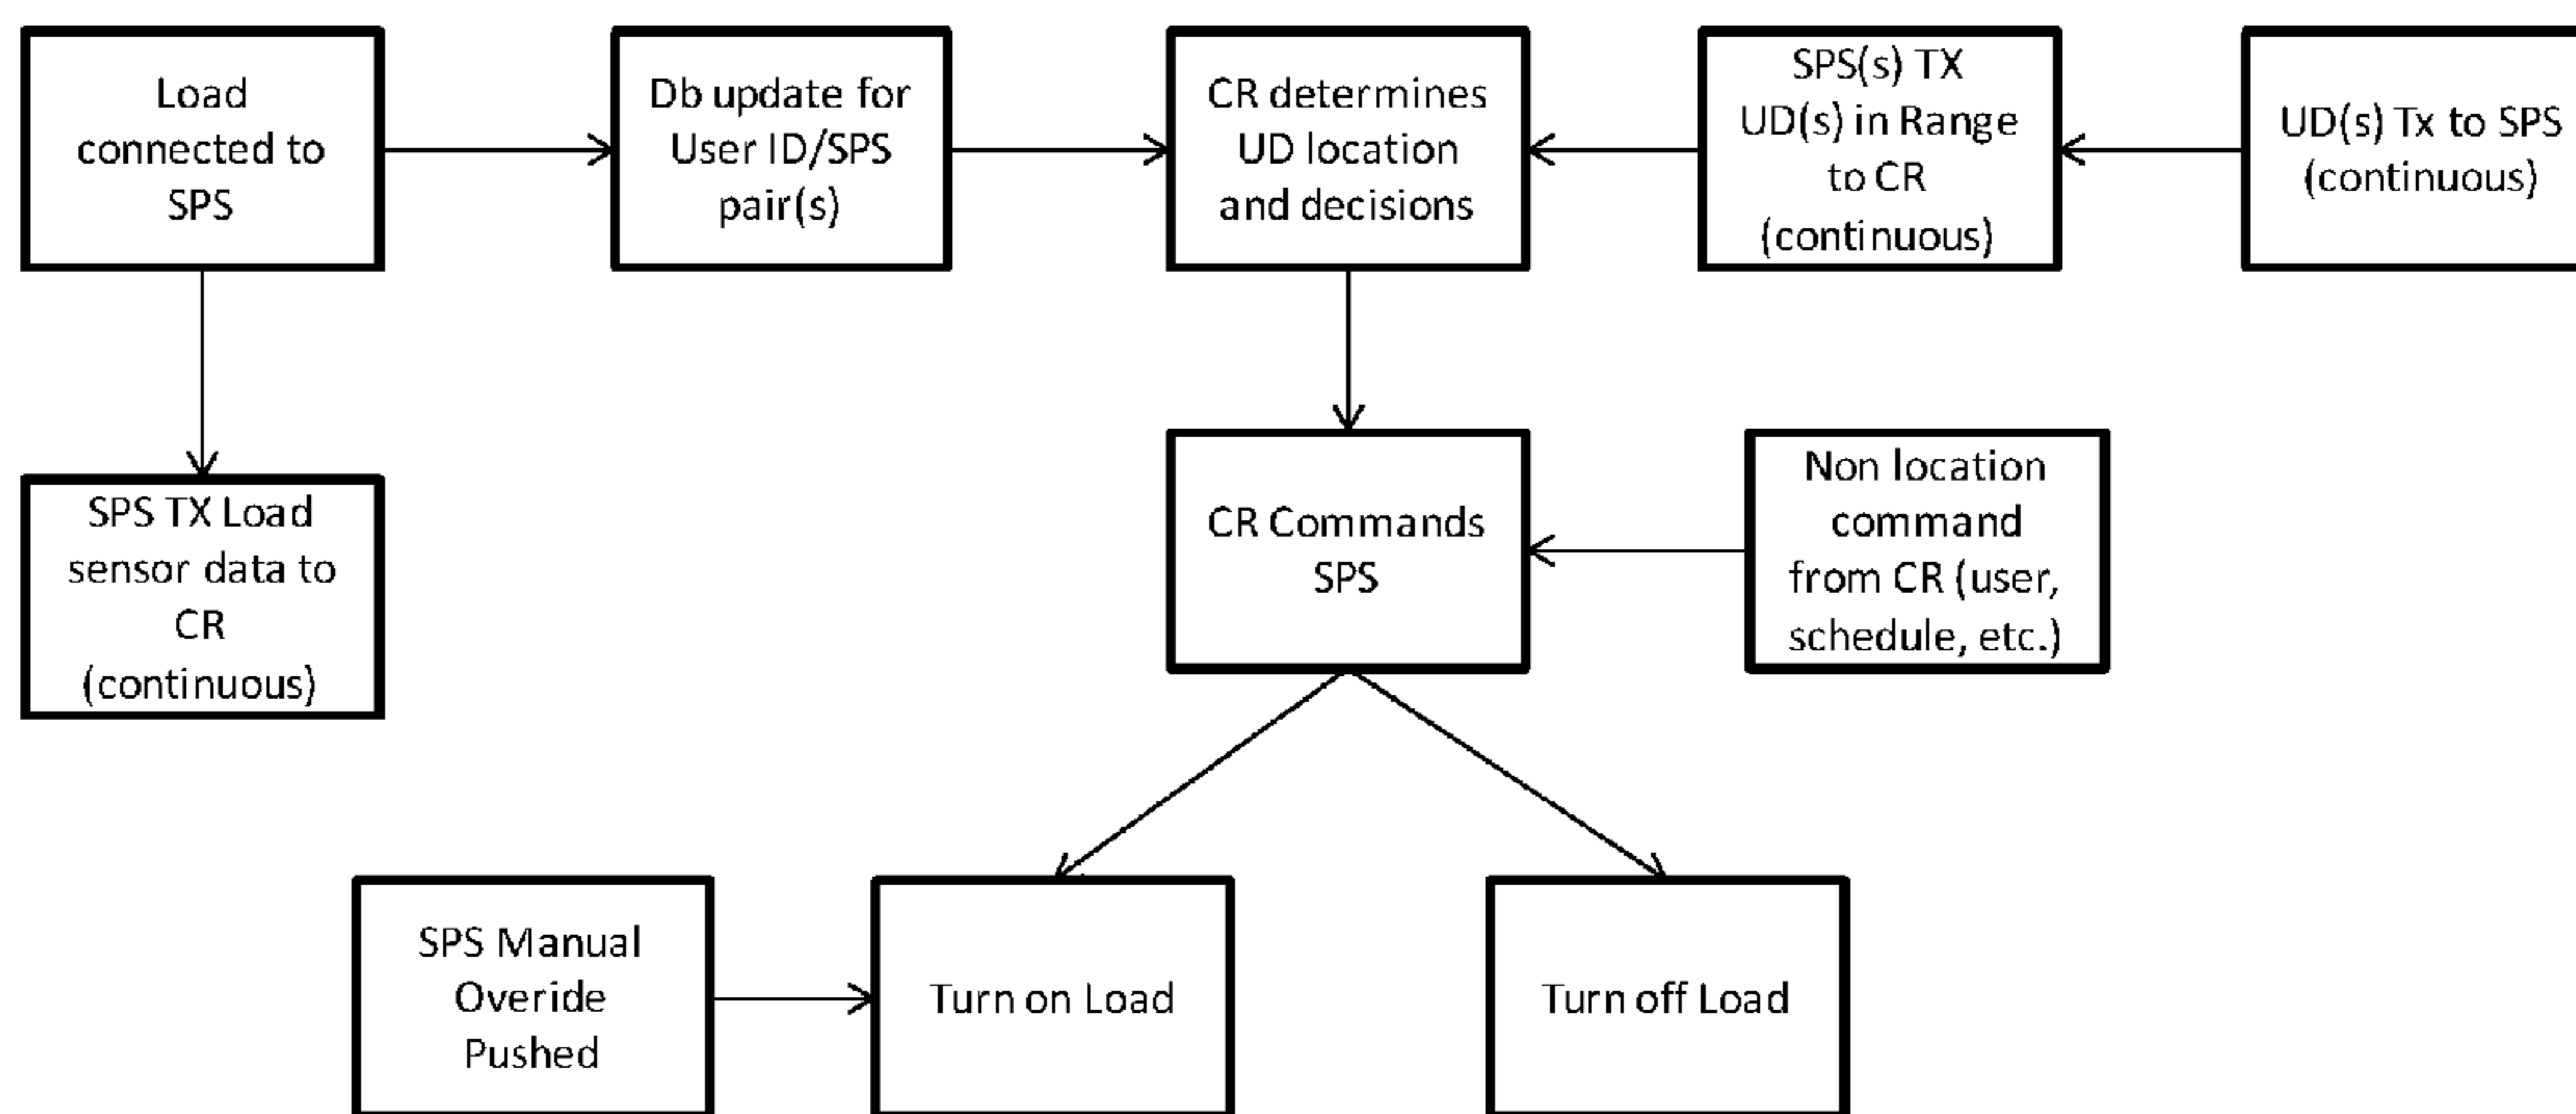 Load
connected to
SPS
Db update for
User ID/SPS
pair(s)
CR determines
UD location
and decisions
SPS(s) TX
UD(s) in Range
to CR
(continuous)
UD(s) Tx to SPS
(continuous)
SPS TX Load
sensor data to
CR
(continuous)
CR Commands
SPS
Non location
command
from CR (user,
schedule, etc.)
SPS Manual
Overide
Pushed
Turn on Load
Turn off Load